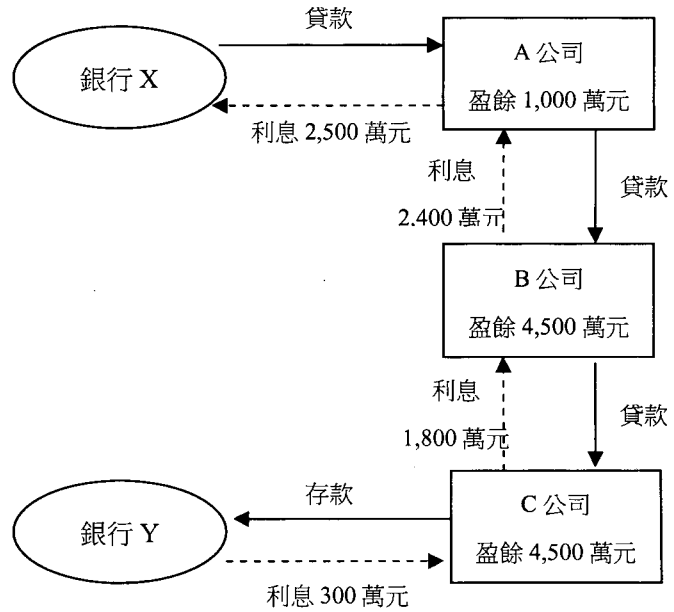 貸款
銀行 X
A 公司
盈餘 1,000 萬元
利息 2,500 萬元
利息
2,400 萬元
貸款
B 公司
盈餘 4,500 萬元
利息
1,800 萬元
貸款
存款
銀行 Y
C 公司
盈餘 4,500 萬元
利息 300 萬元